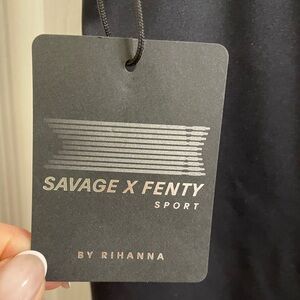 SAVAGE X FENTY
SPORT
BY RIHANNA